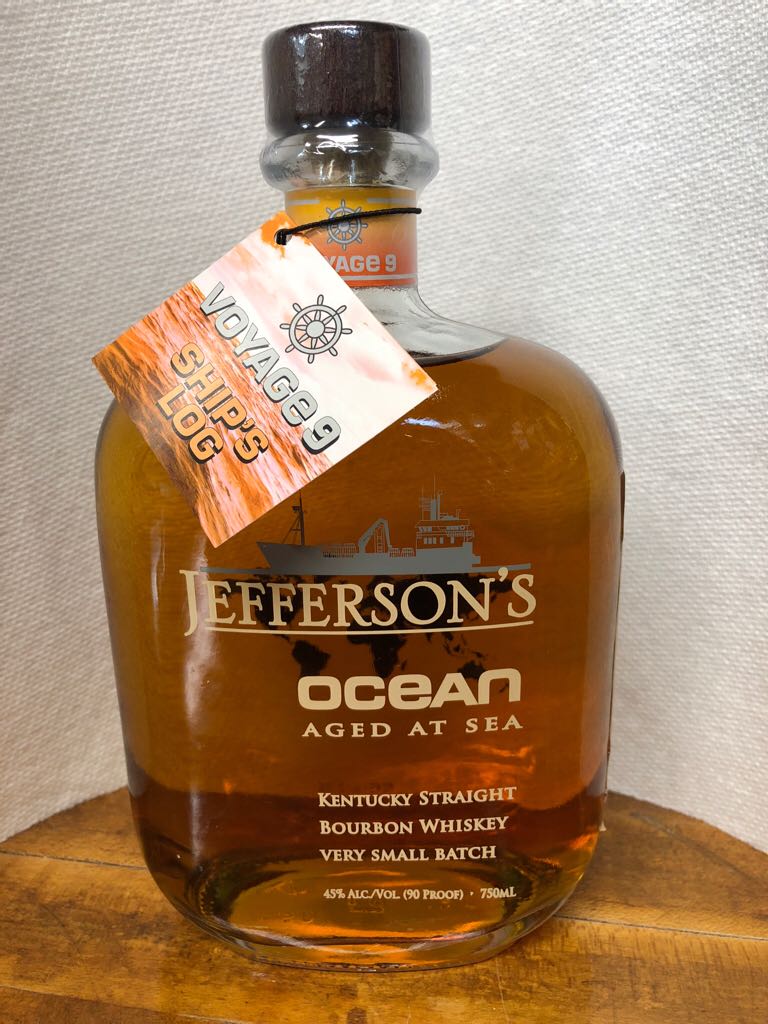 VOYAGE 9
VOYAGE 9
SHIP'S
LOG
JEFFERSON'S
OCEAN
AGED AT SEA
KENTUCKY STRAIGHT
BOURBON WHISKEY
VERY SMALL BATCH
45% ALC./VOL. (90 PROOF) · 750ML